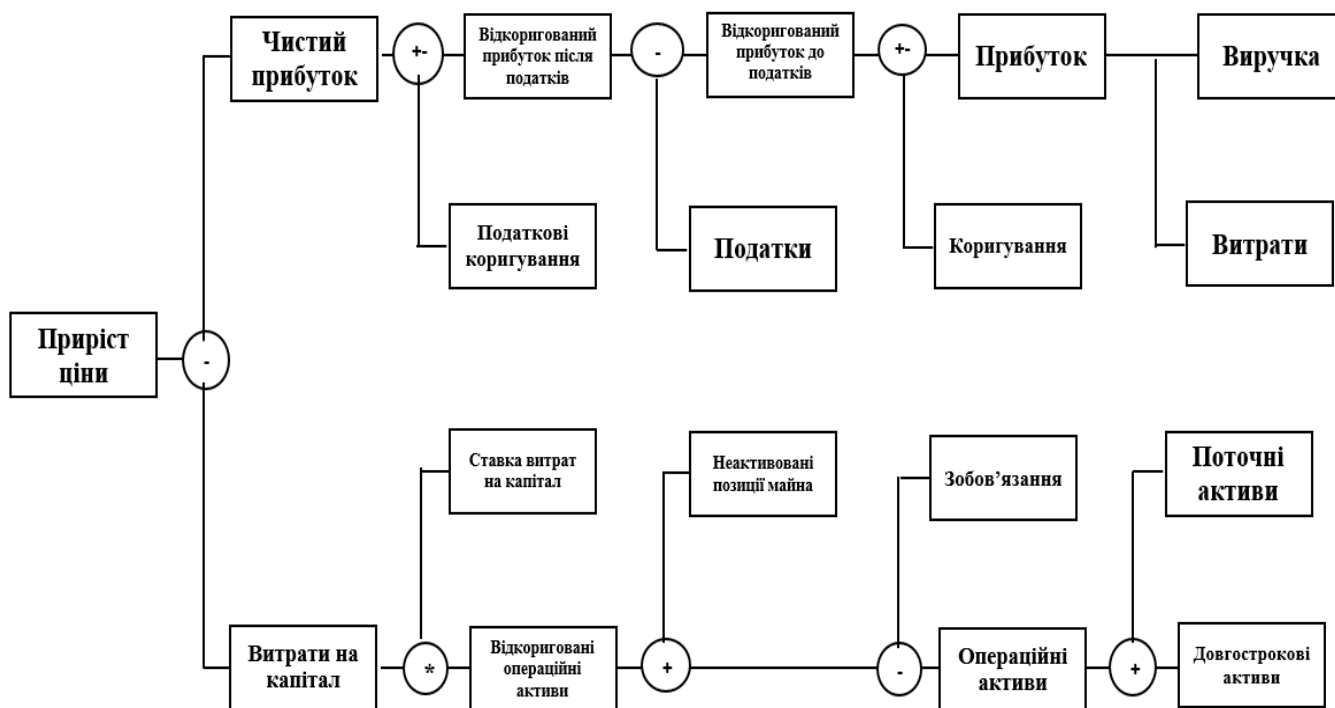 Чистий
прибуток
+-
Відкоригований
прибуток після
податків
-
Відкоригований
прибуток до
податків
+-
Прибуток
Виручка
Податкові
коригування
Податки
Коригування
Витрати
Приріст
ціни
-
Ставка витрат
на капітал
Неактивовані
позиції майна
Зобов’язання
Поточні
активи
Витрати на
капітал
*
Відкориговані
операційні
активи
+
-
Операційні
активи
+
Довгострокові
активи